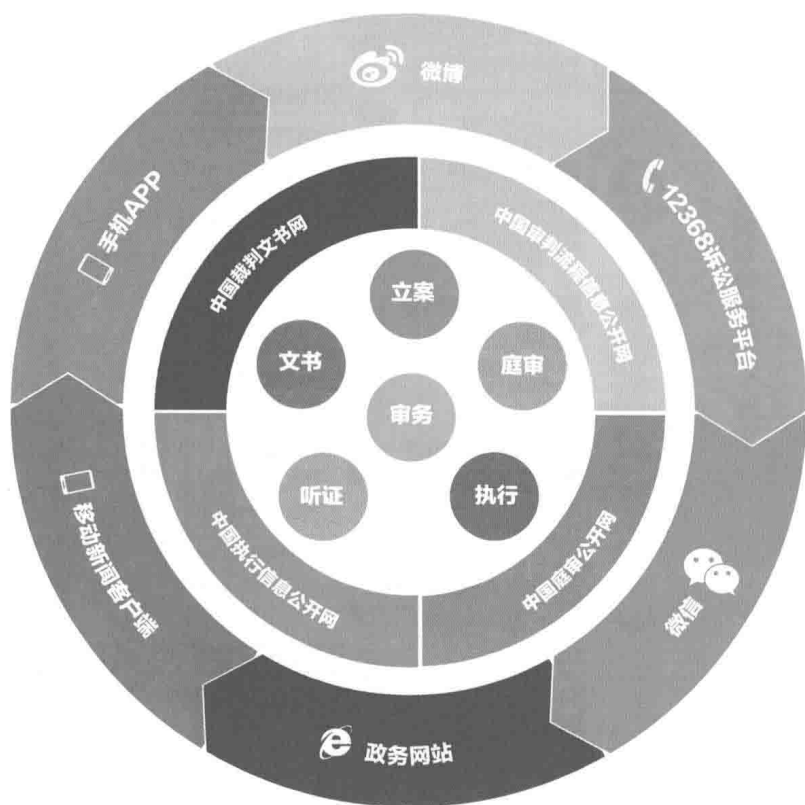 微博
12368诉讼服务平台
微信
政务网站
移动新闻客户端
手机APP
中国裁判文书网
中国审判流程信息公开网
中国庭审公开网
中国执行信息公开网
立案
文书
庭审
审务
听证
执行